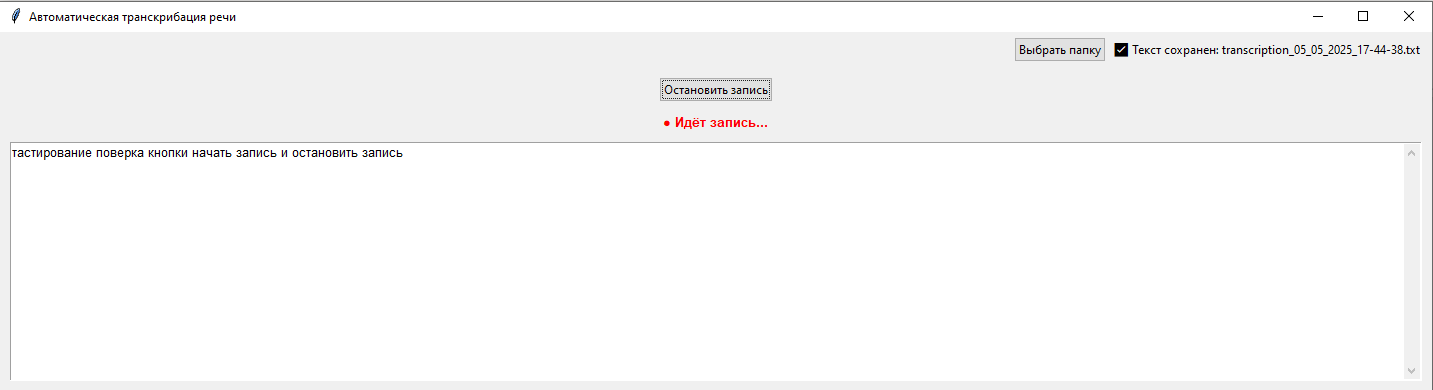 Автоматическая транскрибация речи
Выбрать папку Текст сохранен: transcription_05_05_2025_17-44-38.txt
Остановить запись
● Идёт запись...
тастирование поверка кнопки начать запись и остановить запись